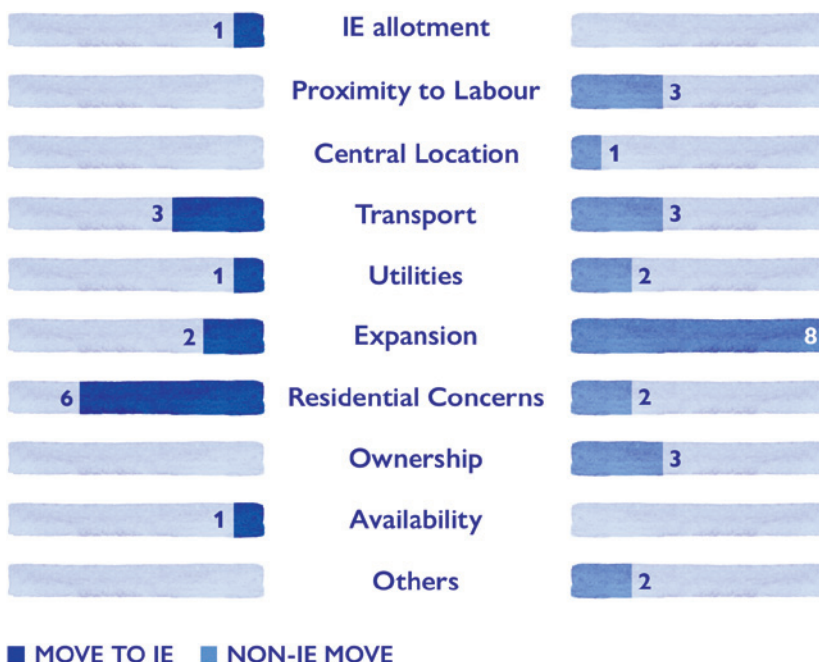 1 IE allotment
Proximity to Labour 3
Central Location 1
3 Transport 3
1 Utilities 2
2 Expansion 8
6 Residential Concerns 2
Ownership 3
1 Availability
Others 2
MOVE TO IE NON-IE MOVE